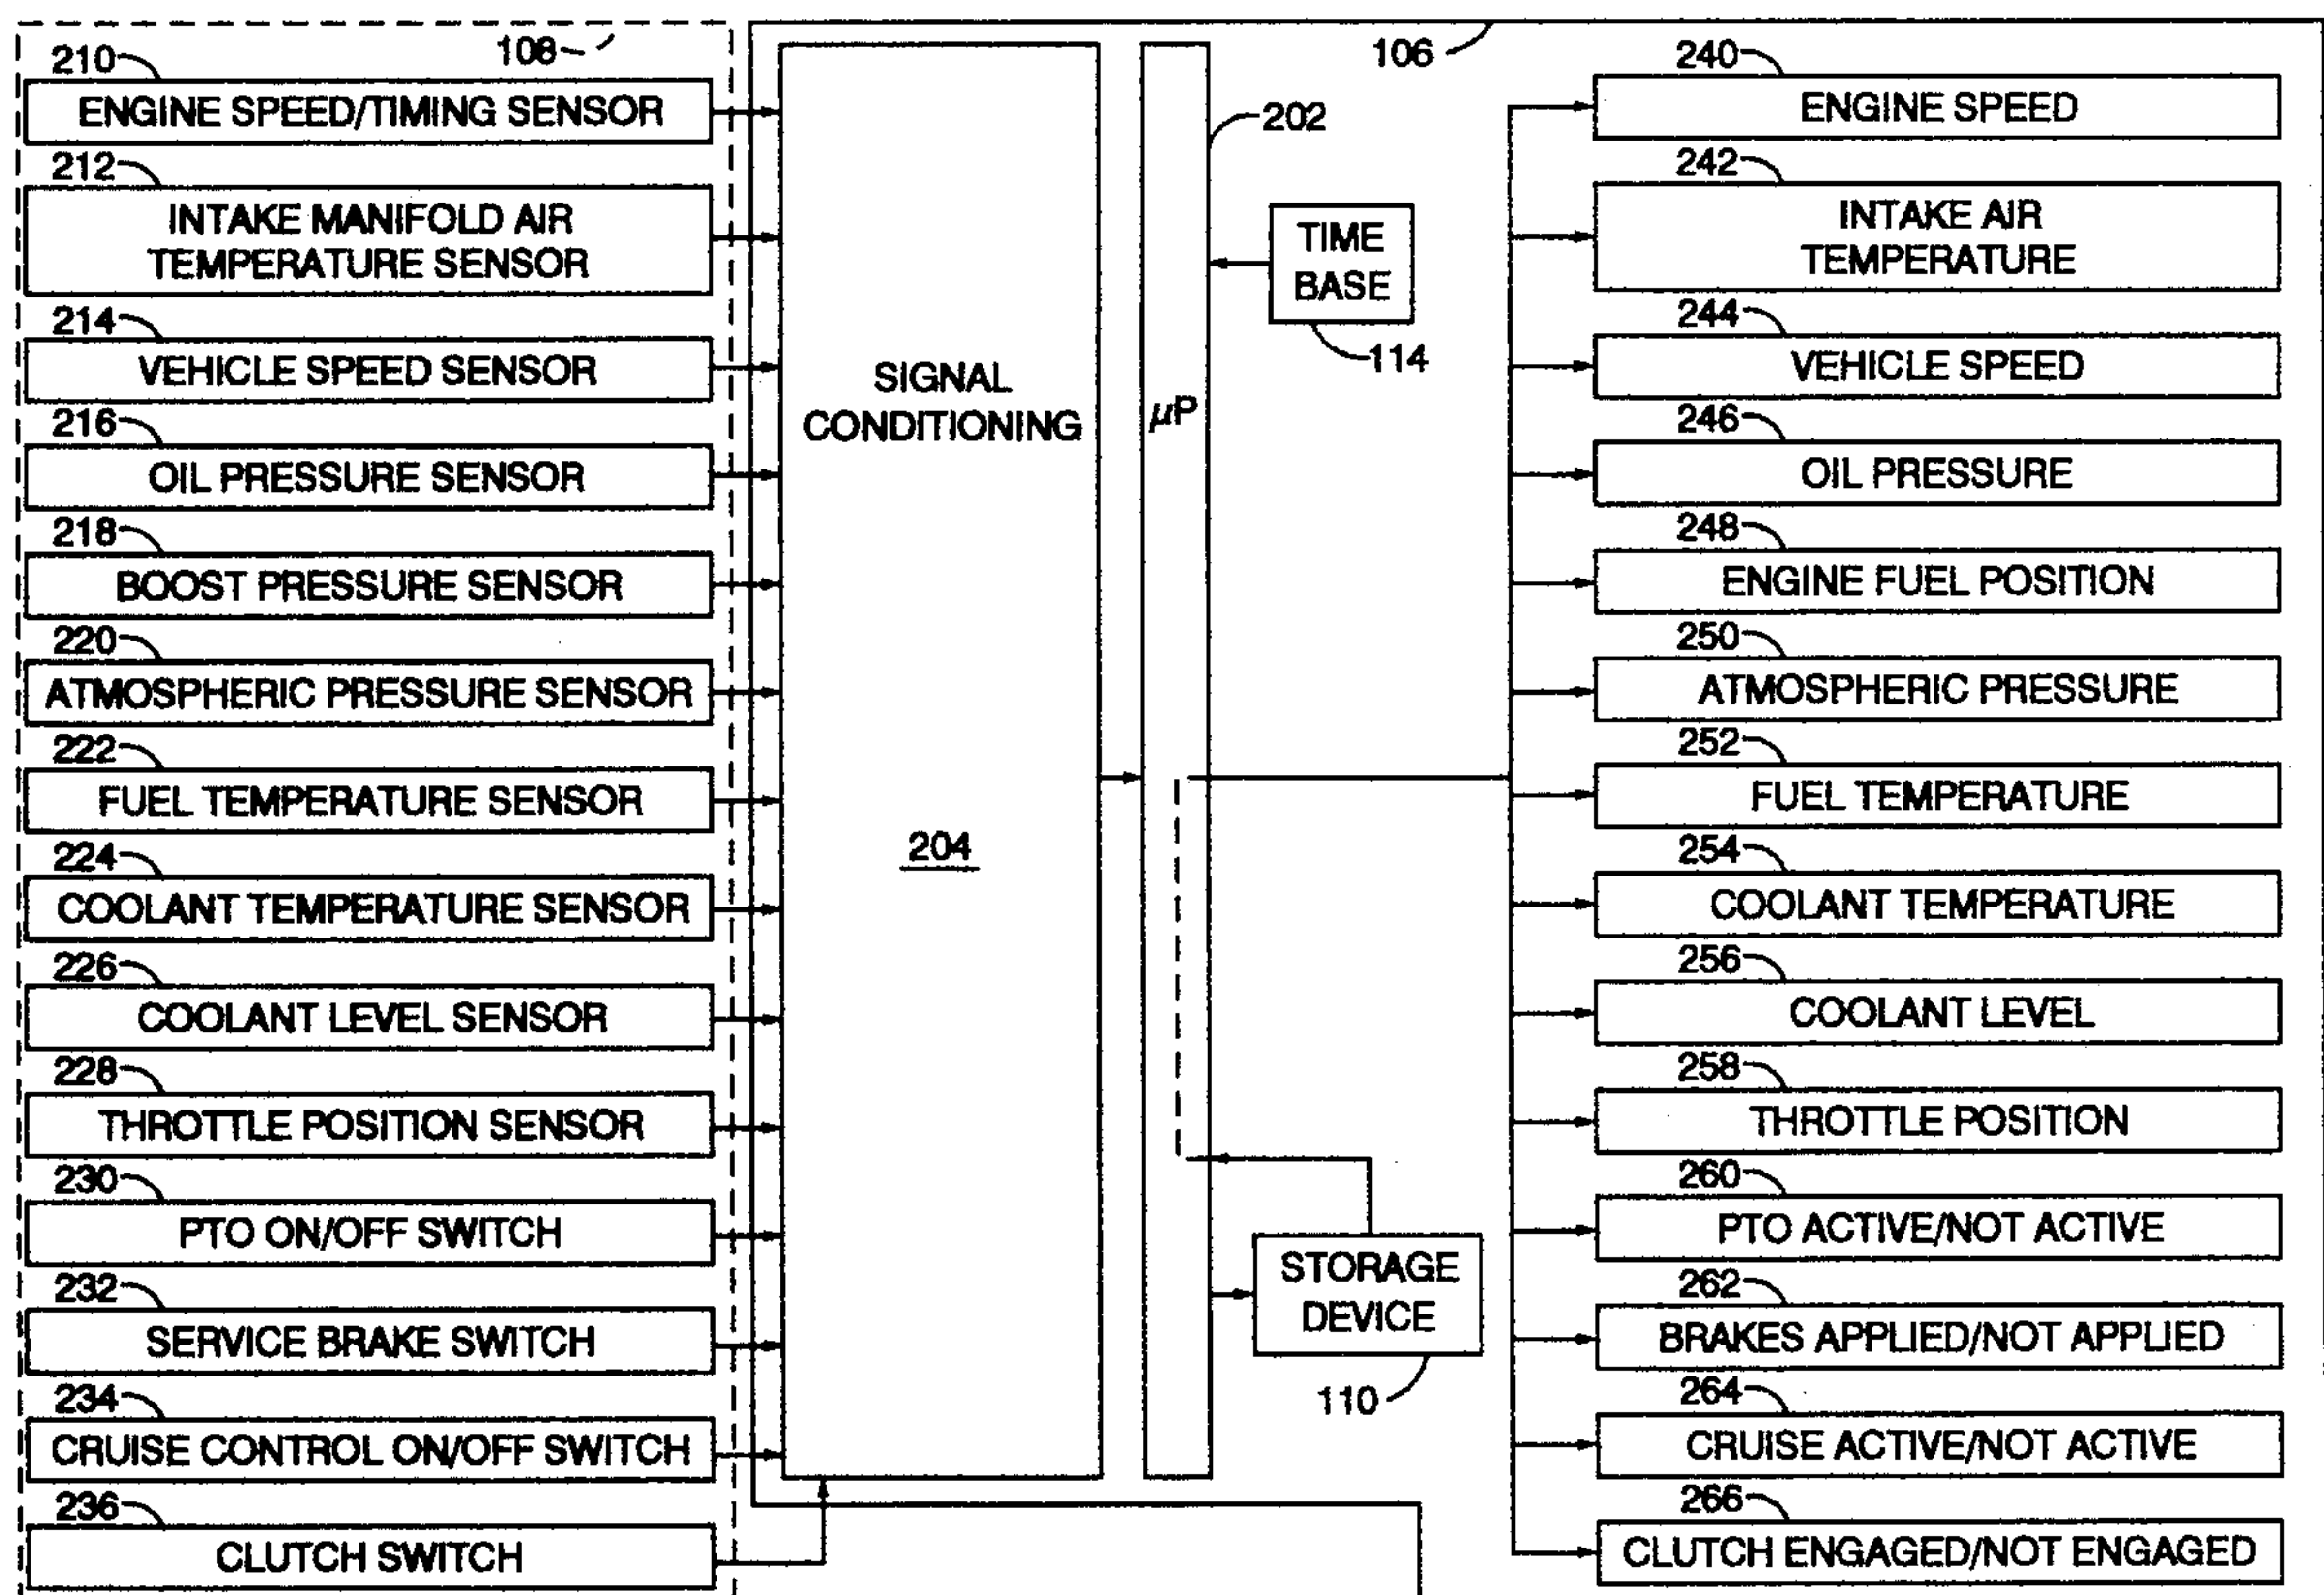 108
210
ENGINE SPEED/TIMING SENSOR
212
INTAKE MANIFOLD AIR
TEMPERATURE SENSOR
214
VEHICLE SPEED SENSOR
216
OIL PRESSURE SENSOR
218
BOOST PRESSURE SENSOR
220
ATMOSPHERIC PRESSURE SENSOR
222
FUEL TEMPERATURE SENSOR
224
COOLANT TEMPERATURE SENSOR
226
COOLANT LEVEL SENSOR
228
THROTTLE POSITION SENSOR
230
PTO ON/OFF SWITCH
232
SERVICE BRAKE SWITCH
234
CRUISE CONTROL ON/OFF SWITCH
236
CLUTCH SWITCH
SIGNAL
CONDITIONING
204
µP
106
202
TIME
BASE
114
STORAGE
DEVICE
110
240
ENGINE SPEED
242
INTAKE AIR
TEMPERATURE
244
VEHICLE SPEED
246
OIL PRESSURE
248
ENGINE FUEL POSITION
250
ATMOSPHERIC PRESSURE
252
FUEL TEMPERATURE
254
COOLANT TEMPERATURE
256
COOLANT LEVEL
258
THROTTLE POSITION
260
PTO ACTIVE/NOT ACTIVE
262
BRAKES APPLIED/NOT APPLIED
264
CRUISE ACTIVE/NOT ACTIVE
266
CLUTCH ENGAGED/NOT ENGAGED